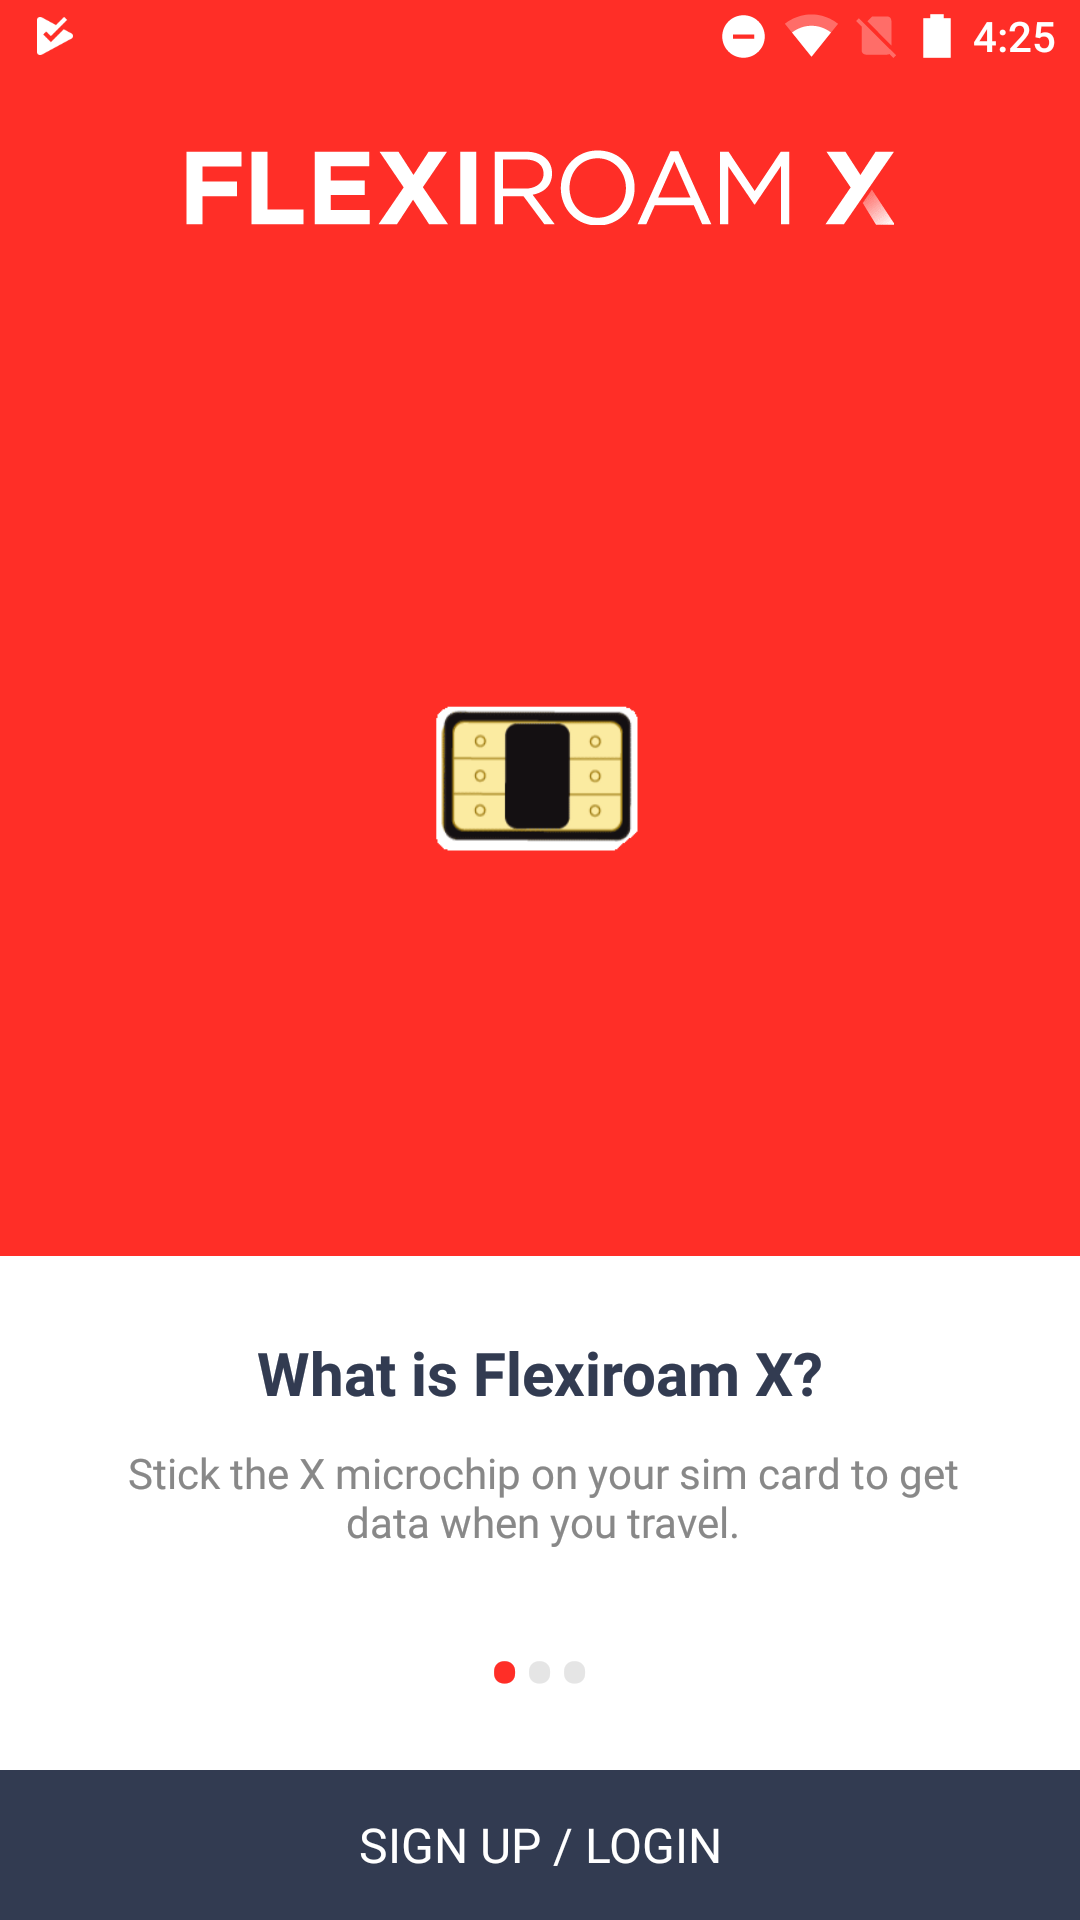 4:25
FLEXIROAM X
What is Flexiroam X?
Stick the X microchip on your sim card to get
data when you travel.
SIGN UP / LOGIN